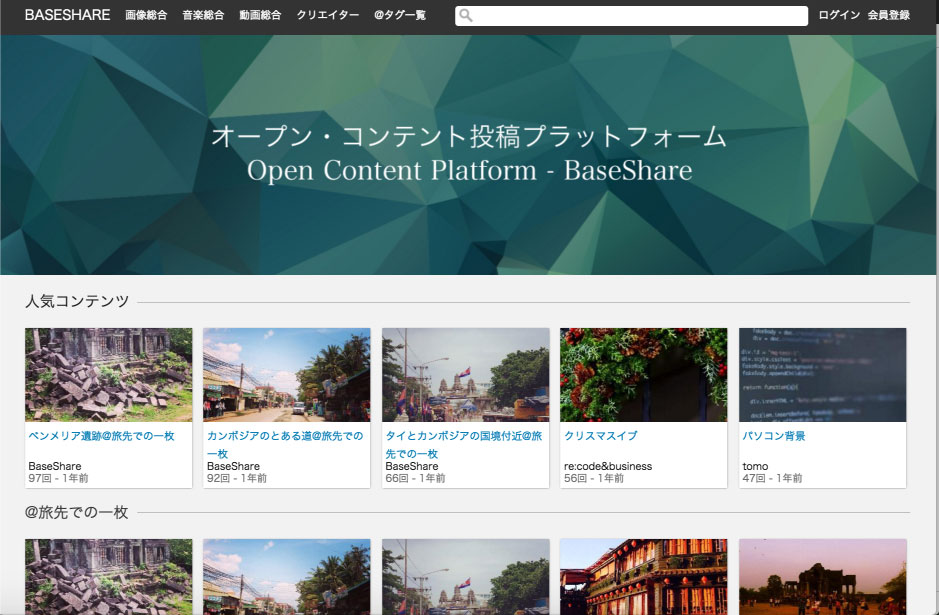 BASESHARE 画像総合 音楽総合 動画総合 クリエイター @タグ一覧 ログイン 会員登録
オープン・コンテント投稿プラットフォーム
Open Content Platform - BaseShare
人気コンテンツ
ベンメリア遺跡@旅先での一枚
BaseShare
97回 - 1年前
カンボジアのとある道@旅先での
一枚
BaseShare
92回 - 1年前
タイとカンボジアの国境付近@旅
先での一枚
BaseShare
66回 - 1年前
クリスマスイブ
re:code&business
56回 - 1年前
パソコン背景
tomo
47回 - 1年前
@旅先での一枚